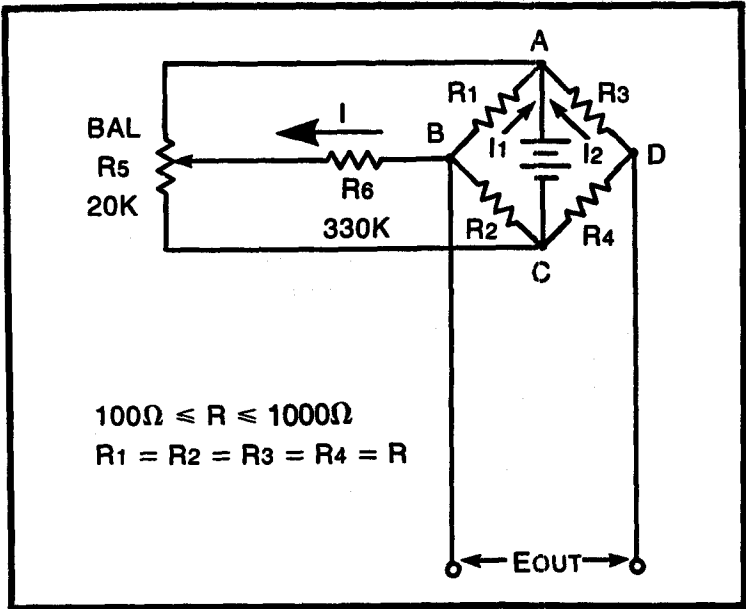 A
R1
R3
BAL
I
B
I1
I2
D
R5
R6
20K
R2
R4
330K
C
100Ω ≤ R ≤ 1000Ω
R1 = R2 = R3 = R4 = R
EOUT